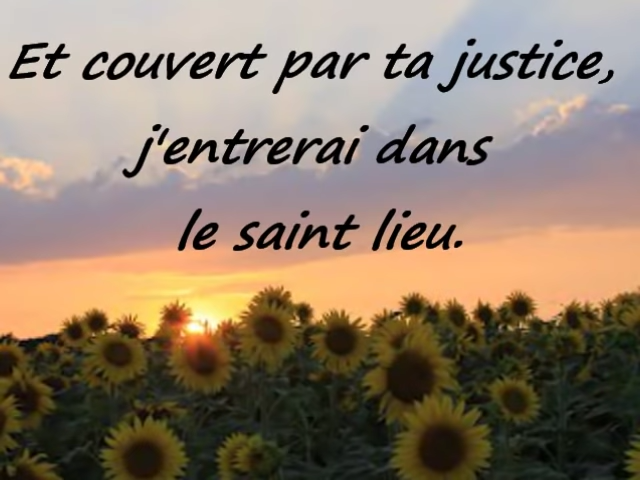 Et couvert par ta justice,
j'entrerai dans
le saint lieu.